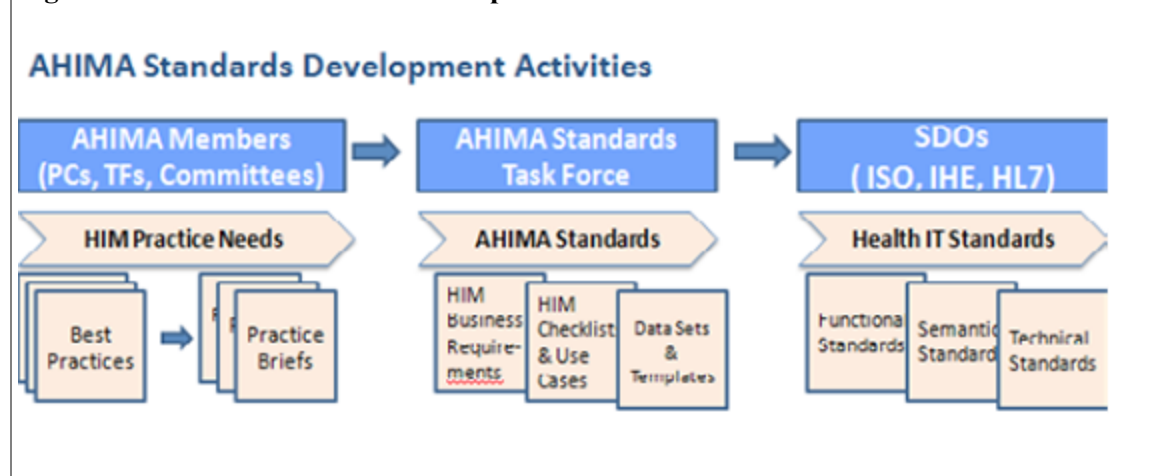 AHIMA Standards Development Activities
AHIMA Members
(PCs, TFs, Committees)
AHIMA Standards
Task Force
SDOs
( ISO, IHE, HL7)
HIM Practice Needs
AHIMA Standards
Health IT Standards
Best
Practices
Practice
Briefs
HIM
Business
Require-
ments
HIM
Checklist
& Use
Cases
Data Sets
&
Templates
Functiona
Standards
Semantic
Standard
Technical
Standards